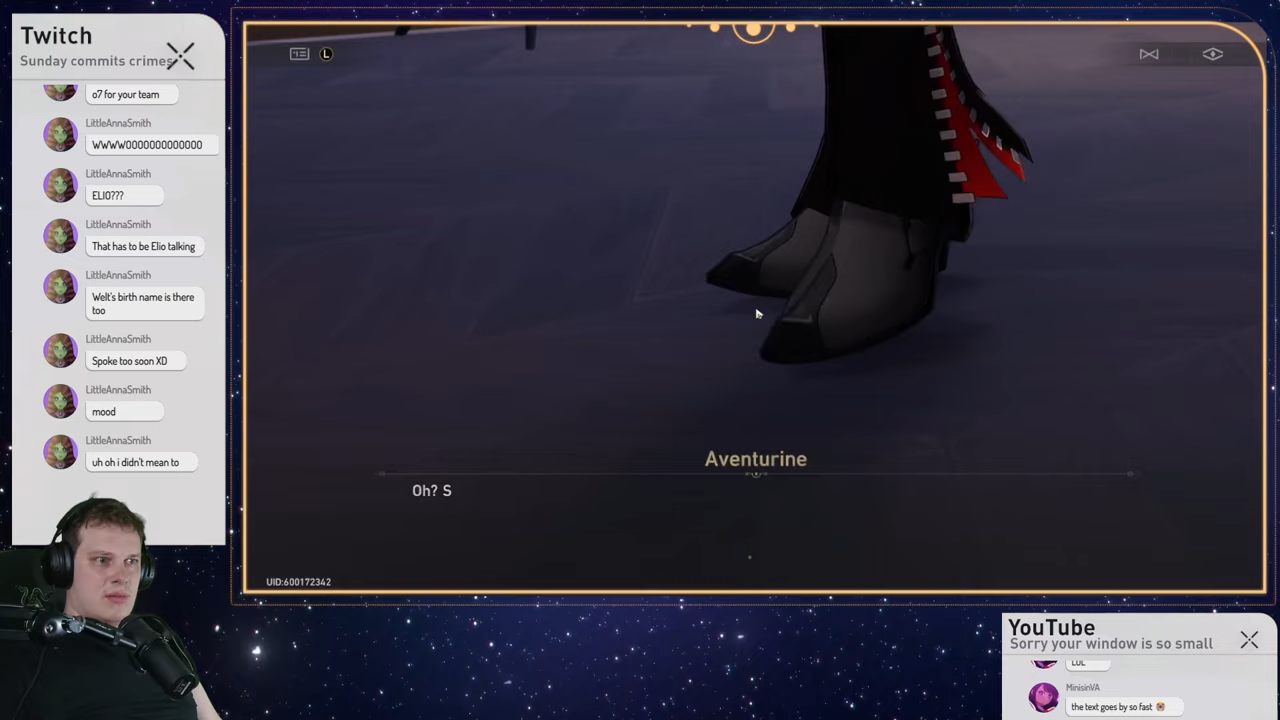 Twitch
Sunday commits crimes
o7 for your team
LittleAnnaSmith
WWWWOOOOOOOOOOOOO
LittleAnnaSmith
ELIO???
LittleAnnaSmith
That has to be Elio talking
LittleAnnaSmith
Welt's birth name is there
too
LittleAnnaSmith
Spoke too soon XD
LittleAnnaSmith
mood
LittleAnnaSmith
uh oh i didn't mean to
L
Aventurine
Oh? S
UID:600172342
YouTube
Sorry your window is so small
LOL
MinisinVA
the text goes by so fast